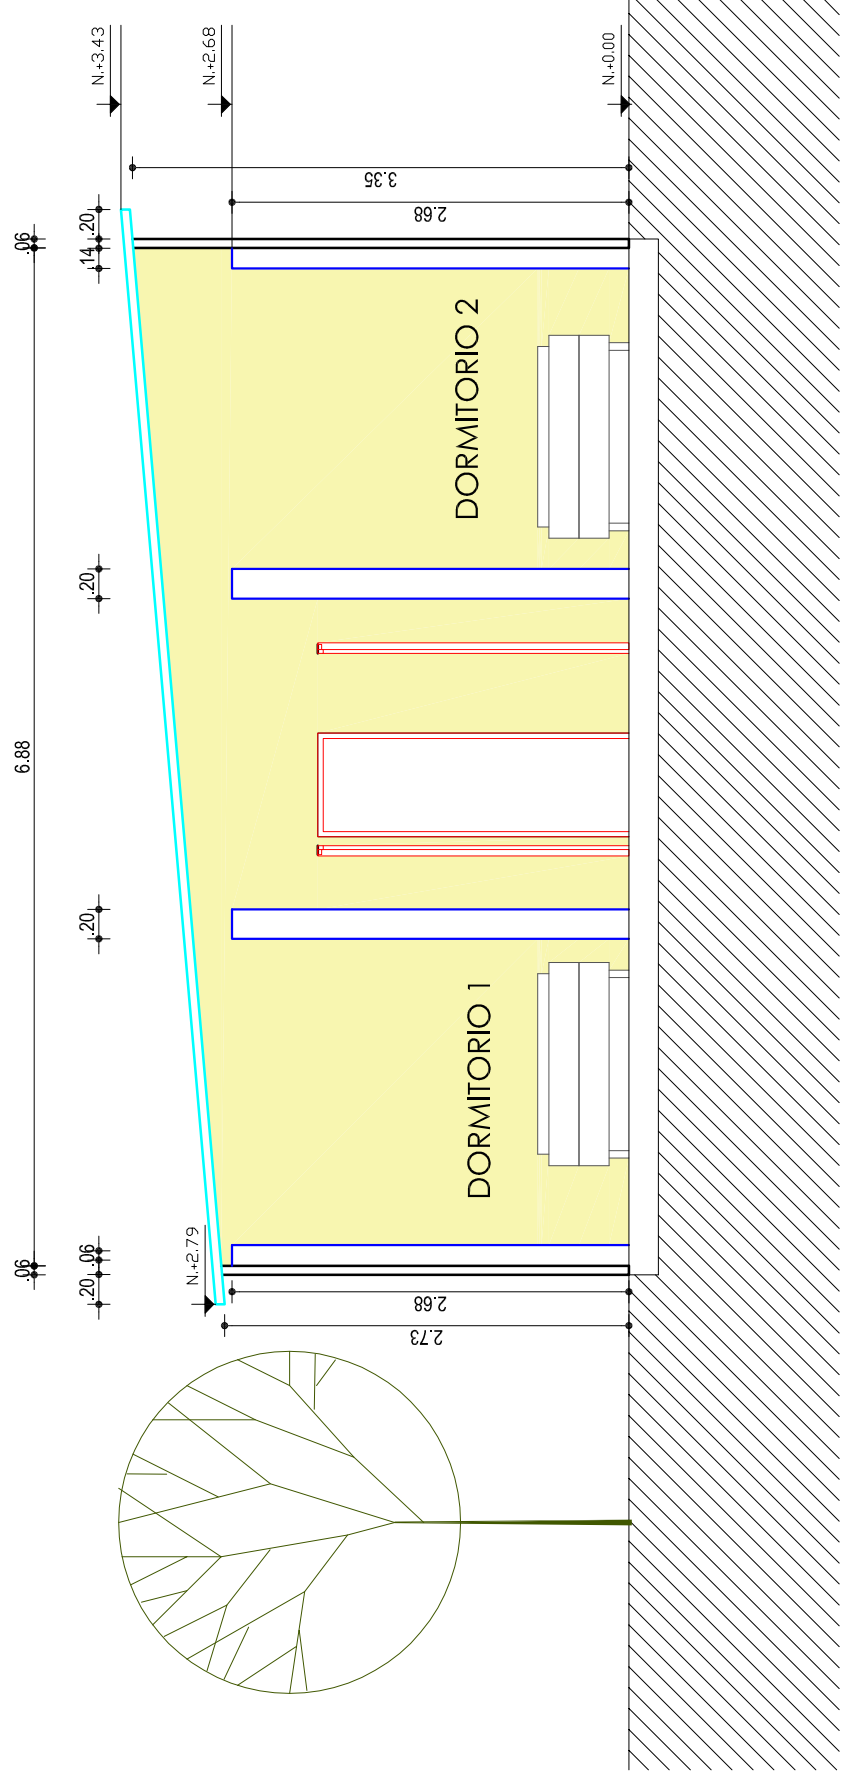 N.+3.43
N.+2.68
N.+0.00
3.35
2.68
.20
.06
.14
DORMITORIO 2
.20
6.88
.20
DORMITORIO 1
N.+2.79
.06
.06
.20
2.68
2.73